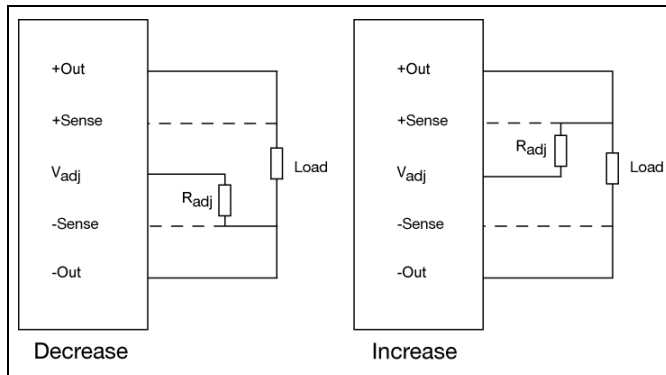 +Out
+Sense
Vadj
Radj
Load
-Sense
-Out
Decrease
+Out
+Sense
Radj
Vadj
Load
-Sense
-Out
Increase